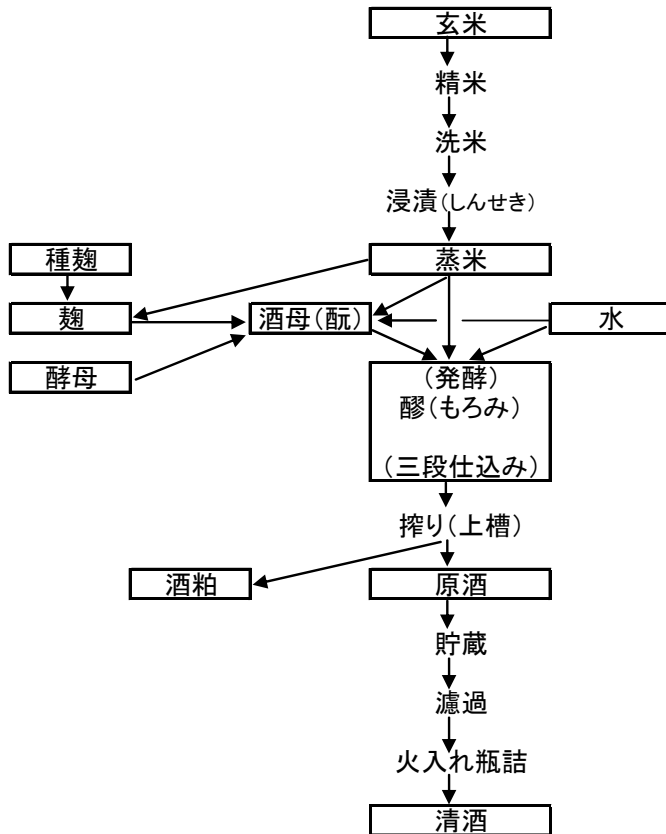 玄米
精米
洗米
浸漬(しんせき)
種麹
蒸米
麹
酒母(酛)
水
酵母
(発酵)
醪(もろみ)
(三段仕込み)
搾り(上槽)
酒粕
原酒
貯蔵
濾過
火入れ瓶詰
清酒